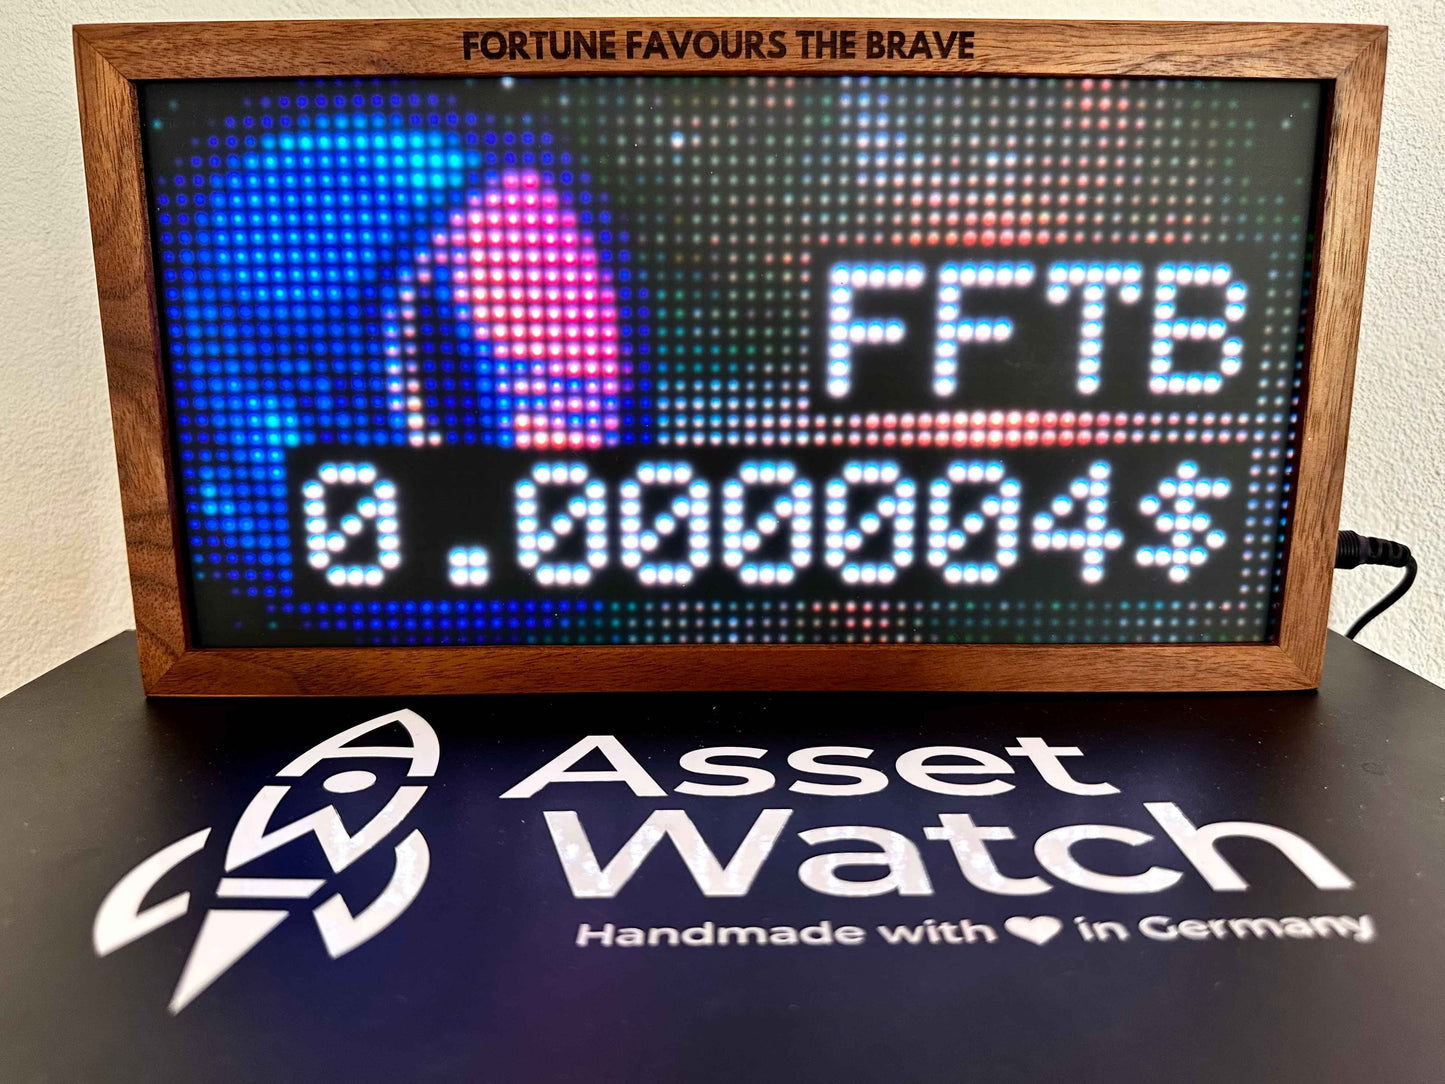 FORTUNE FAVOURS THE BRAVE
FFTB
0.000004$
Asset
Watch
Handmade with ❤ in Germany